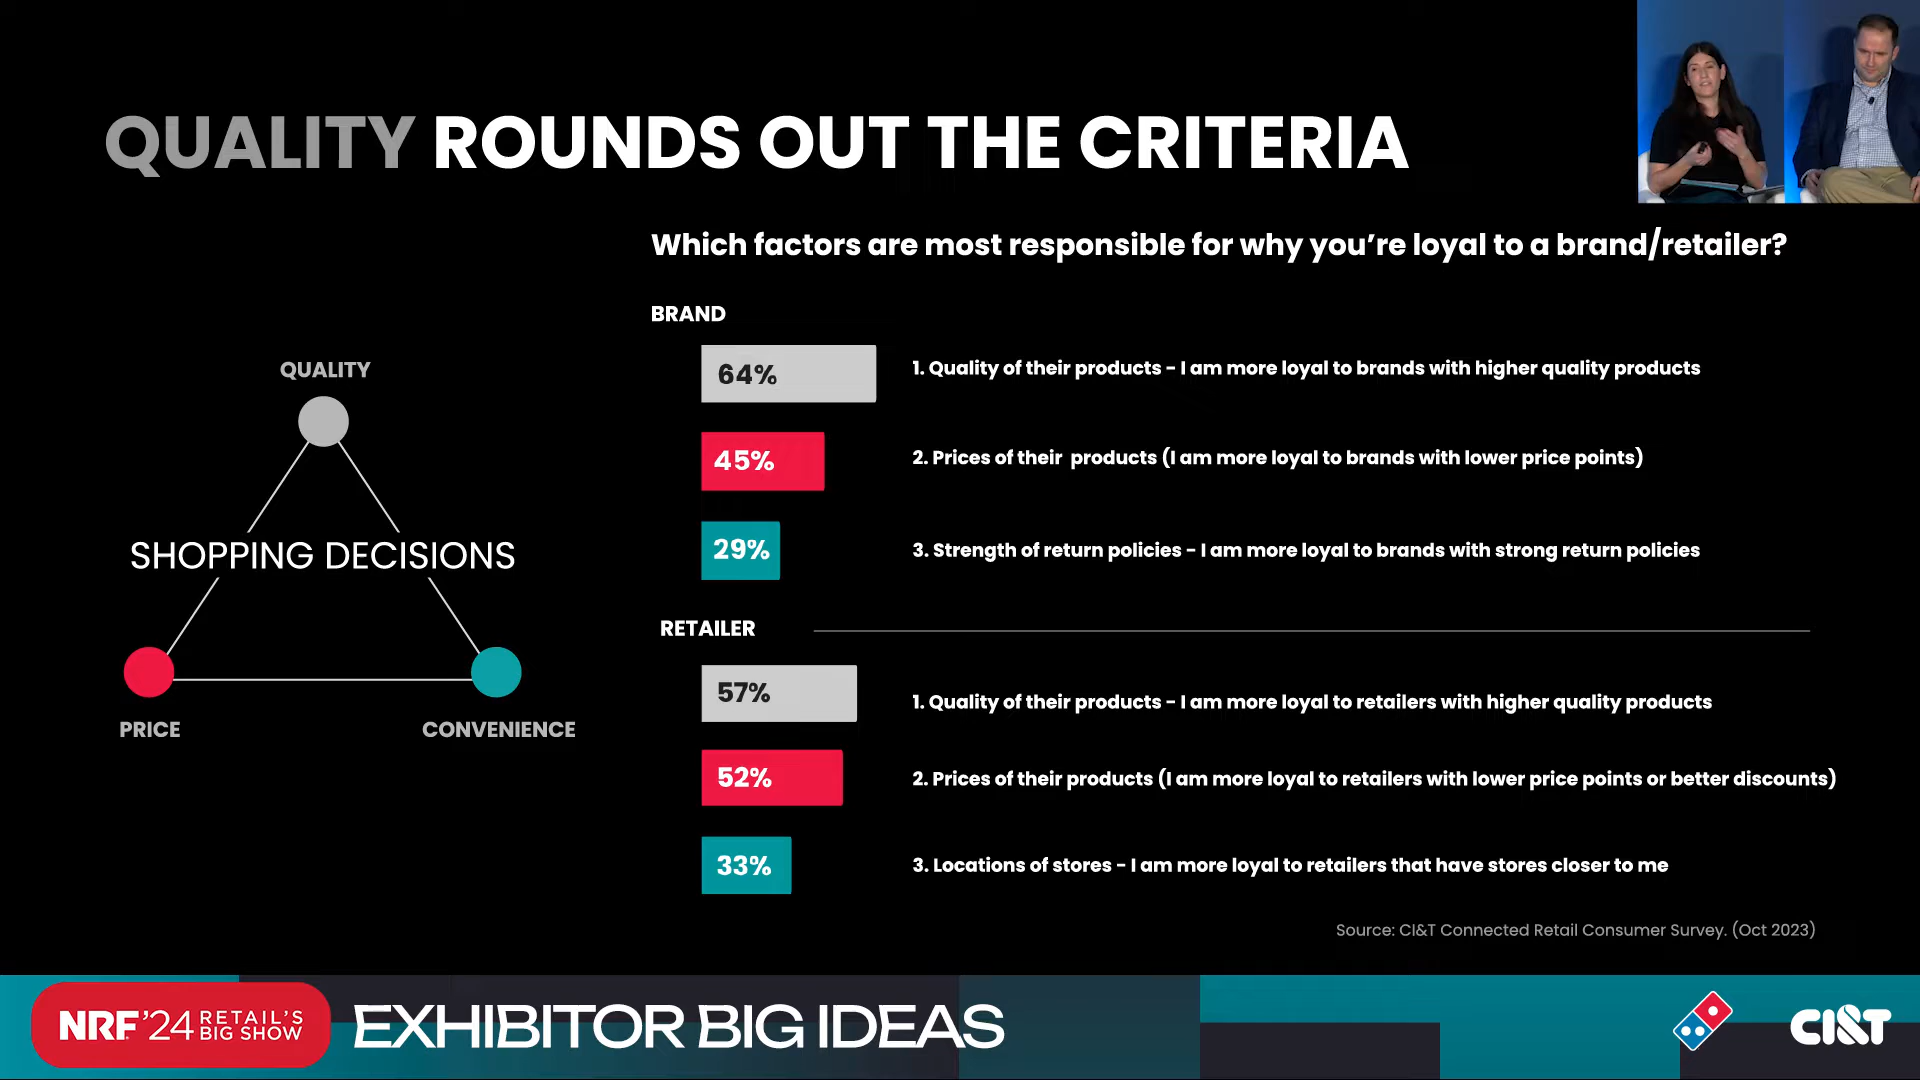 QUALITY ROUNDS OUT THE CRITERIA
Which factors are most responsible for why you're loyal to a brand/retailer?
BRAND
64%
1. Quality of their products - I am more loyal to brands with higher quality products
45%
2. Prices of their products (I am more loyal to brands with lower price points)
29%
3. Strength of return policies - I am more loyal to brands with strong return policies
RETAILER
57%
1. Quality of their products - I am more loyal to retailers with higher quality products
52%
2. Prices of their products (I am more loyal to retailers with lower price points or better discounts)
33%
3. Locations of stores - I am more loyal to retailers that have stores closer to me
QUALITY
SHOPPING DECISIONS
PRICE
CONVENIENCE
Source: CI&T Connected Retail Consumer Survey. (Oct 2023)
NRF'24 RETAIL'S
BIG SHOW
EXHIBITOR BIG IDEAS
CI&T